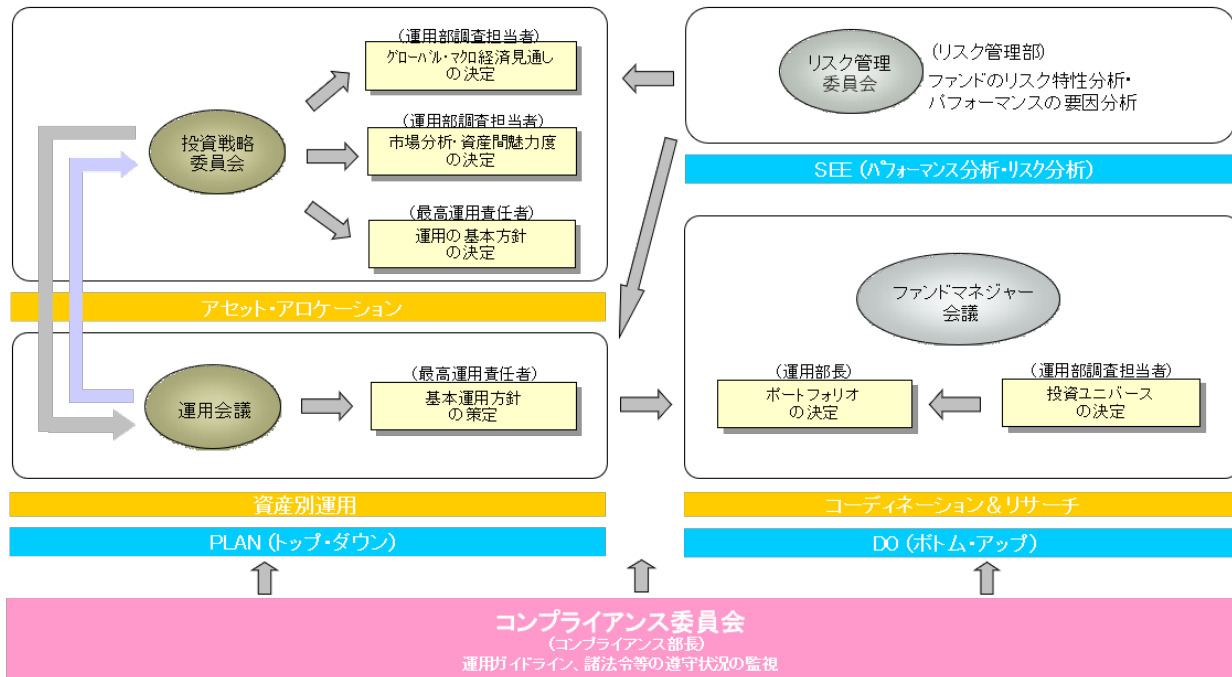 投資戦略
委員会
(運用部調査担当者)
グローバル・マクロ経済見通し
の決定
(運用部調査担当者)
市場分析・資産間魅力度
の決定
(最高運用責任者)
運用の基本方針
の決定
アセット・アロケーション
運用会議
(最高運用責任者)
基本運用方針
の策定
資産別運用
PLAN (トップ・ダウン)
リスク管理
委員会
(リスク管理部)
ファンドのリスク特性分析・
パフォーマンスの要因分析
SEE (パフォーマンス分析・リスク分析)
ファンドマネジャー
会議
(運用部長)
ポートフォリオ
の決定
(運用部調査担当者)
投資ユニバース
の決定
コーディネーション＆リサーチ
DO (ボトム・アップ)
コンプライアンス委員会
(コンプライアンス部長)
運用ガイドライン、諸法令等の遵守状況の監視